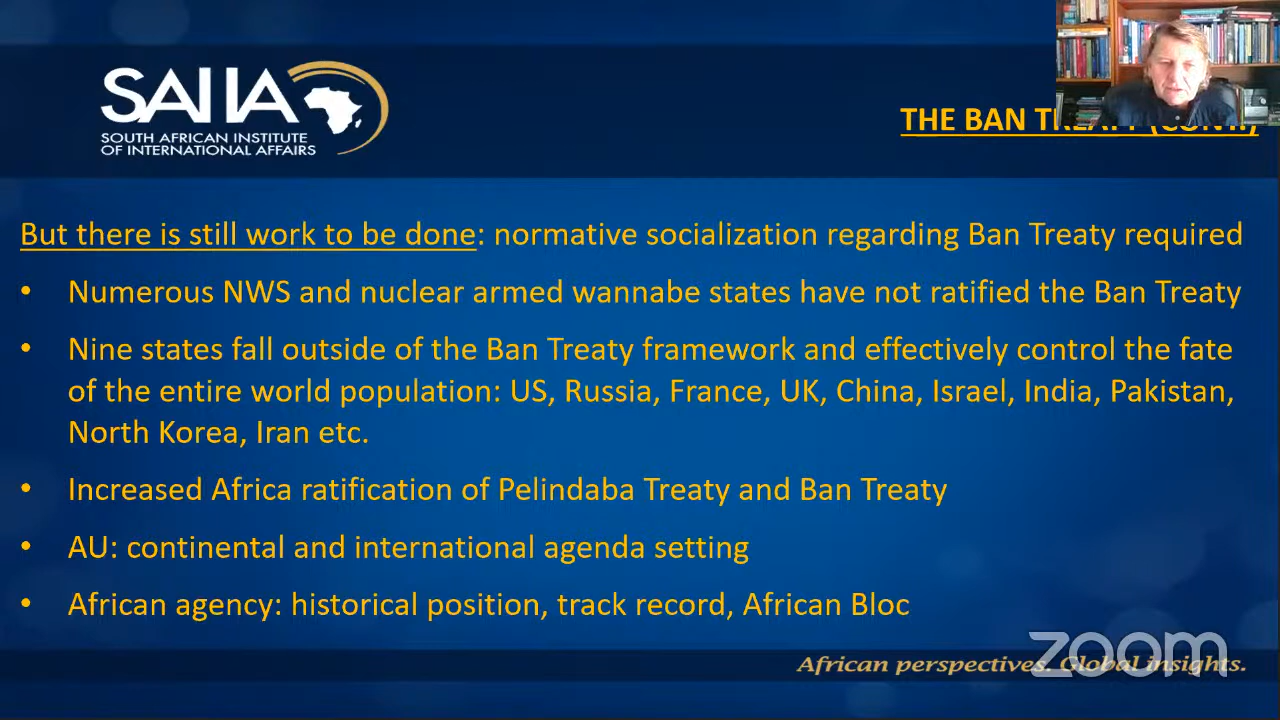 SAIIA
SOUTH AFRICAN INSTITUTE
OF INTERNATIONAL AFFAIRS
THE BAN TREATY (CONT.)
But there is still work to be done: normative socialization regarding Ban Treaty required
• Numerous NWS and nuclear armed wannabe states have not ratified the Ban Treaty
• Nine states fall outside of the Ban Treaty framework and effectively control the fate
of the entire world population: US, Russia, France, UK, China, Israel, India, Pakistan,
North Korea, Iran etc.
• Increased Africa ratification of Pelindaba Treaty and Ban Treaty
• AU: continental and international agenda setting
• African agency: historical position, track record, African Bloc
African perspectives. Global insights.
zoom